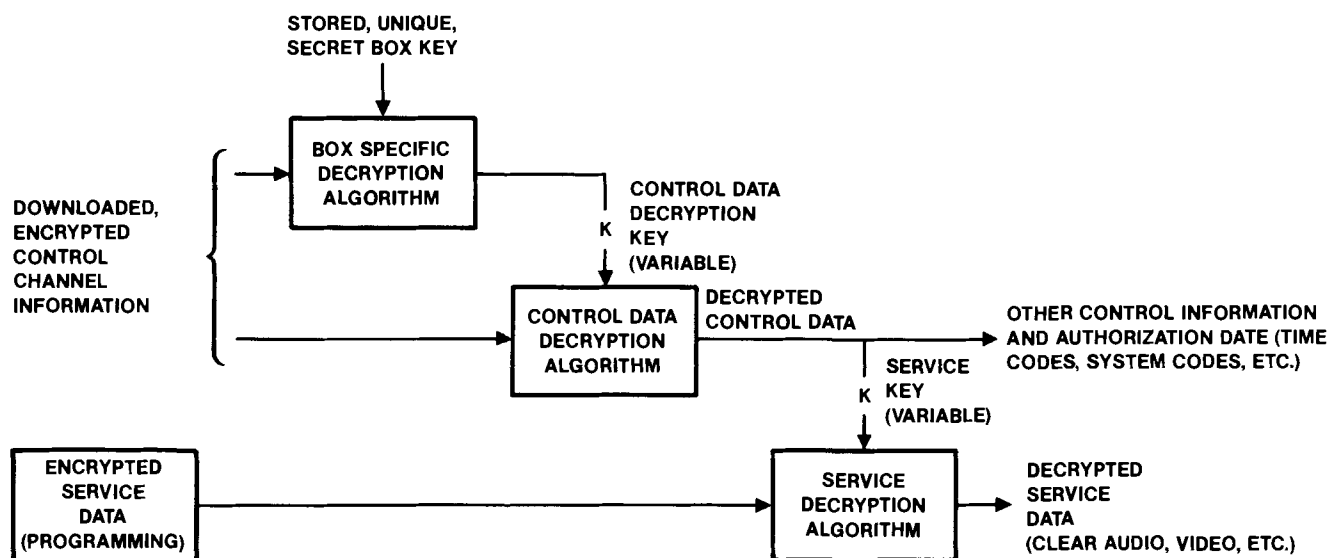 STORED, UNIQUE,
SECRET BOX KEY
BOX SPECIFIC
DECRYPTION
ALGORITHM
DOWNLOADED,
ENCRYPTED
CONTROL
CHANNEL
INFORMATION
K
CONTROL DATA
DECRYPTION
KEY
(VARIABLE)
CONTROL DATA
DECRYPTION
ALGORITHM
DECRYPTED
CONTROL DATA
OTHER CONTROL INFORMATION
AND AUTHORIZATION DATE (TIME
CODES, SYSTEM CODES, ETC.)
K
SERVICE
KEY
(VARIABLE)
ENCRYPTED
SERVICE
DATA
(PROGRAMMING)
SERVICE
DECRYPTION
ALGORITHM
DECRYPTED
SERVICE
DATA
(CLEAR AUDIO, VIDEO, ETC.)